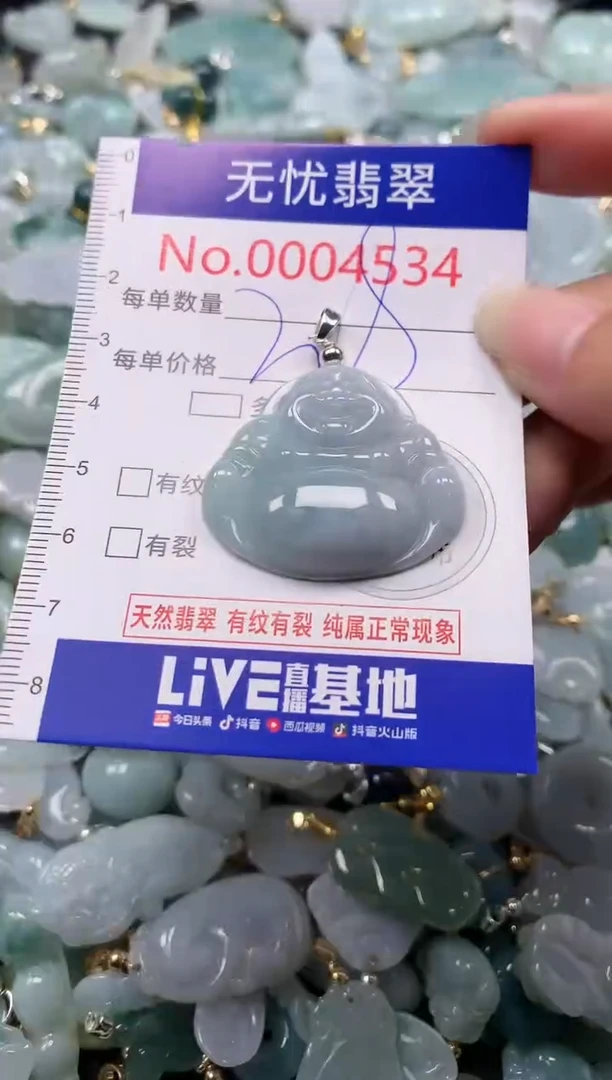 无忧翡翠
No.0004534
每单数量
每单价格
有纹
有裂
天然翡翠 有纹有裂 纯属正常现象
LiVE直播基地
今日头条 抖音 西瓜视频 抖音火山版
0
1
2
3
4
5
6
7
8